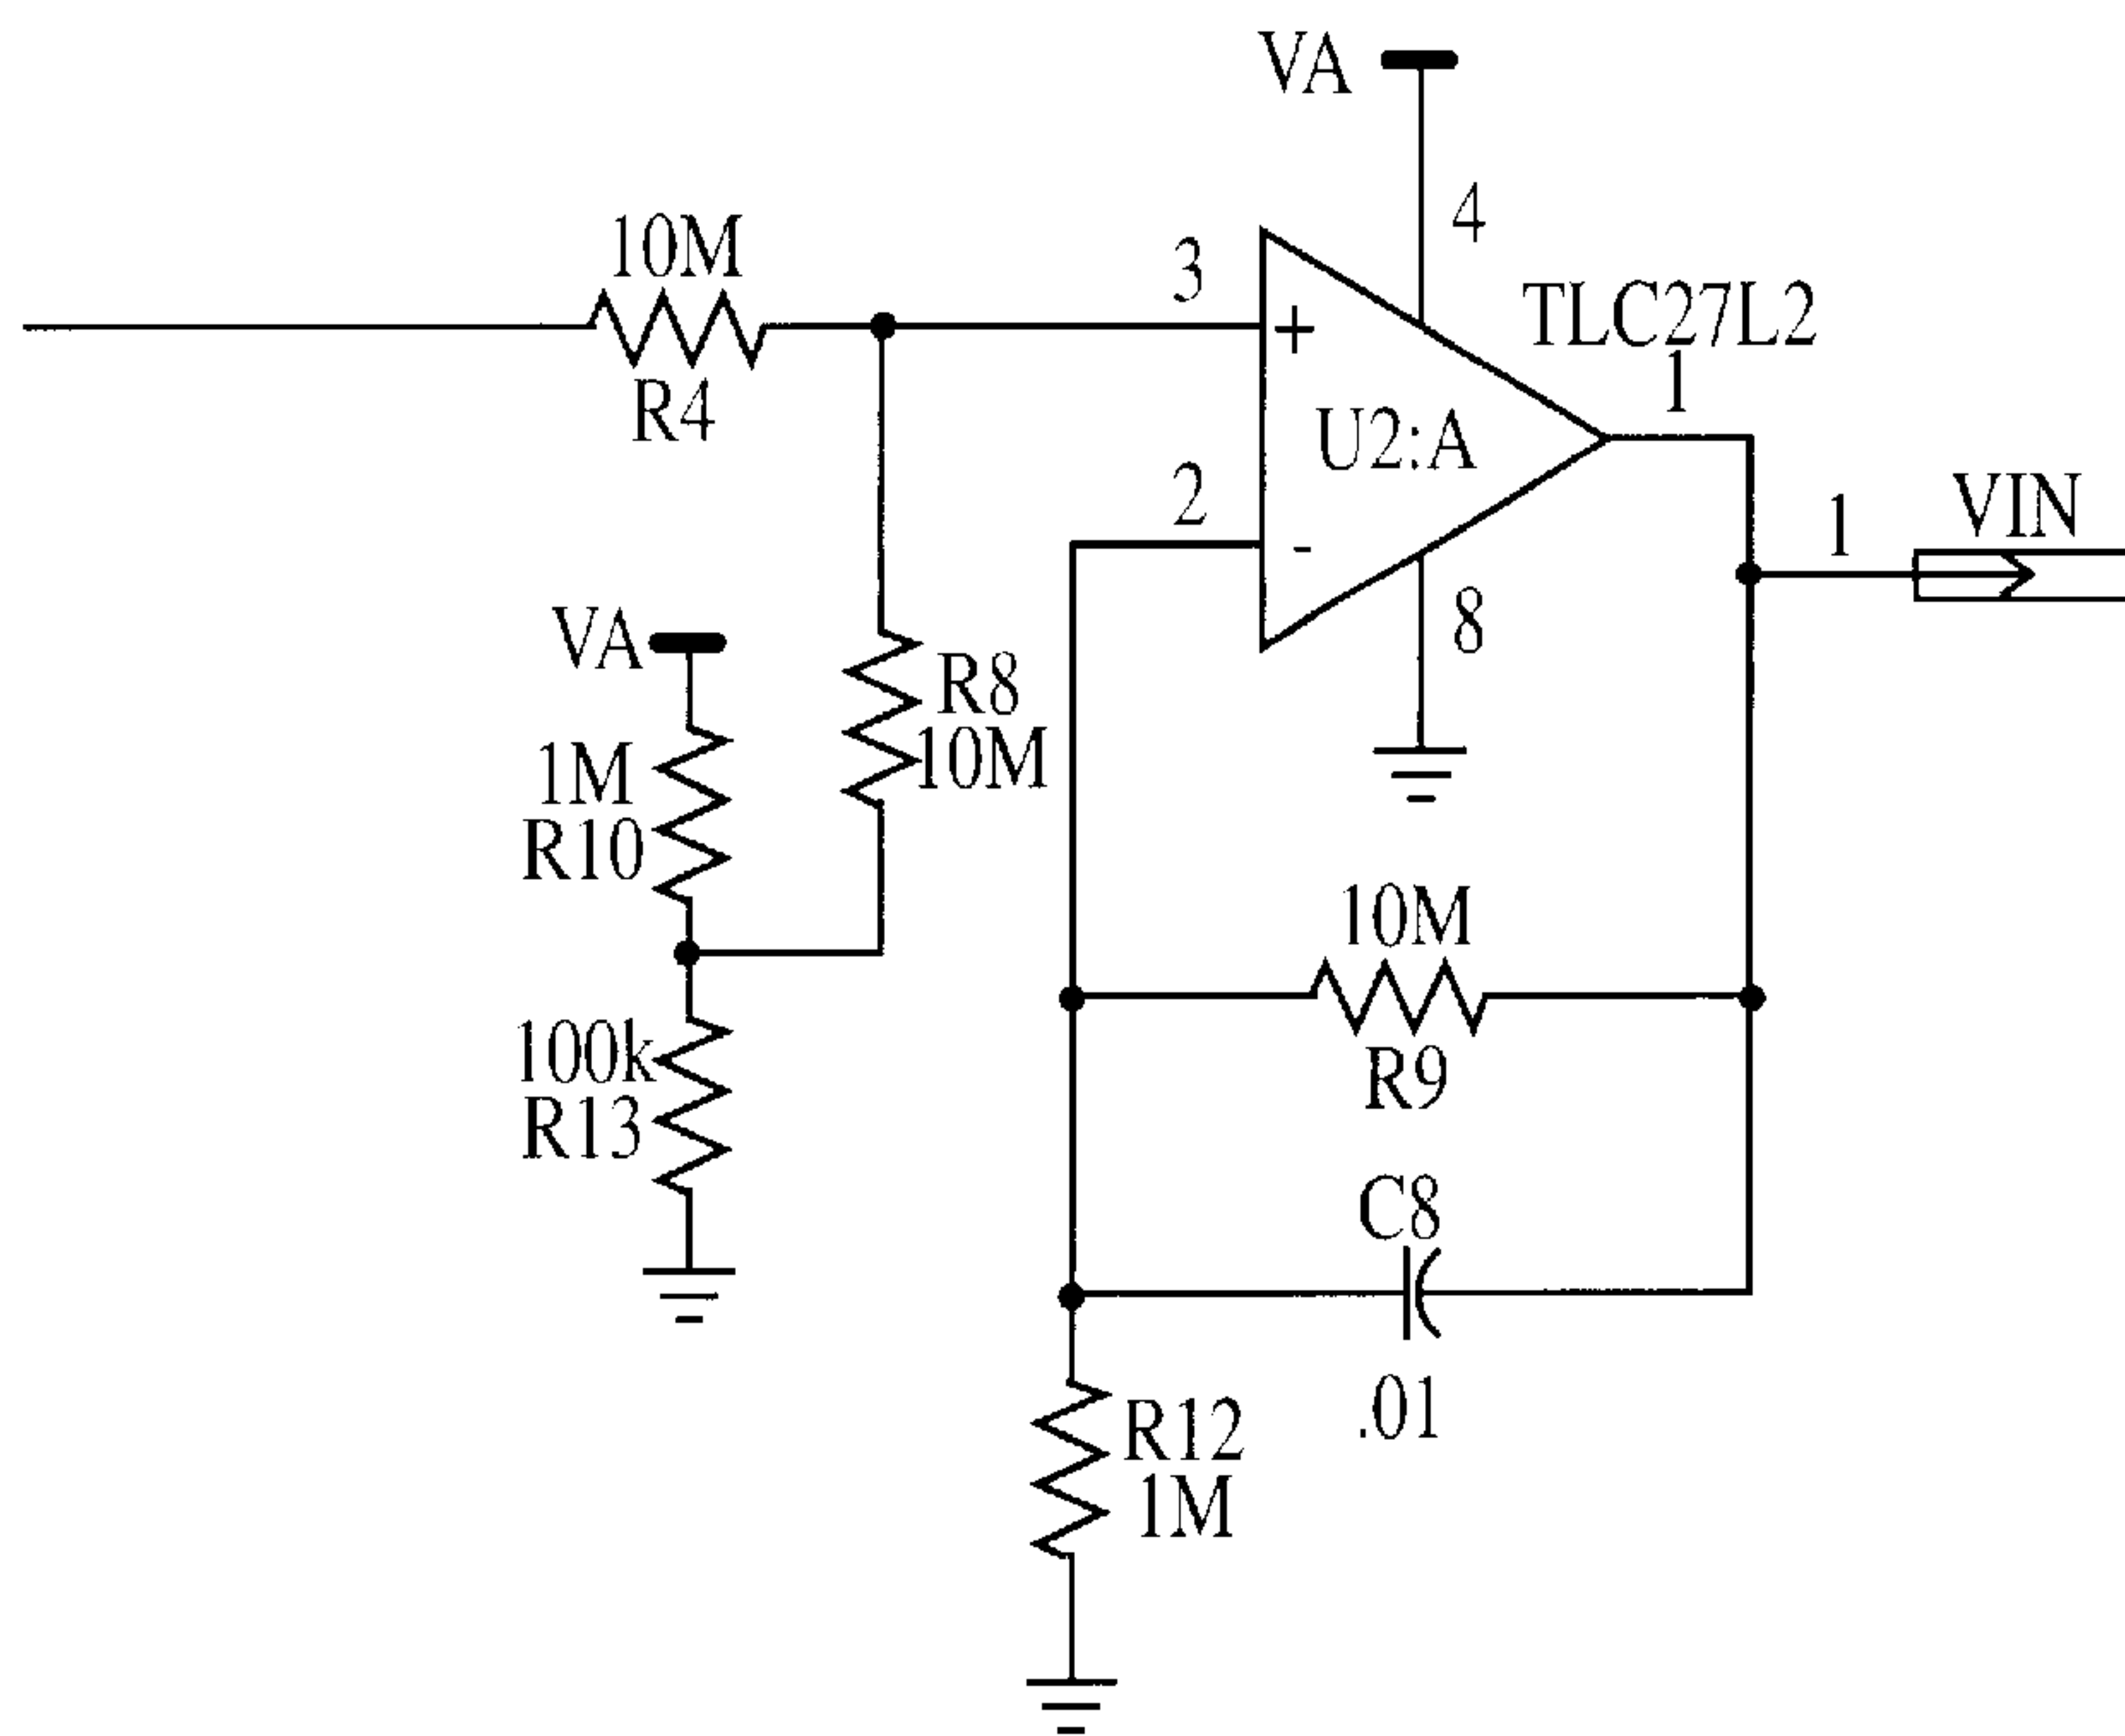 VA
4
10M
3
+
TLC27L2
1
R4
U2:A
2
-
1
VIN
8
VA
R8
10M
1M
R10
10M
R9
100k
R13
C8
.01
R12
1M